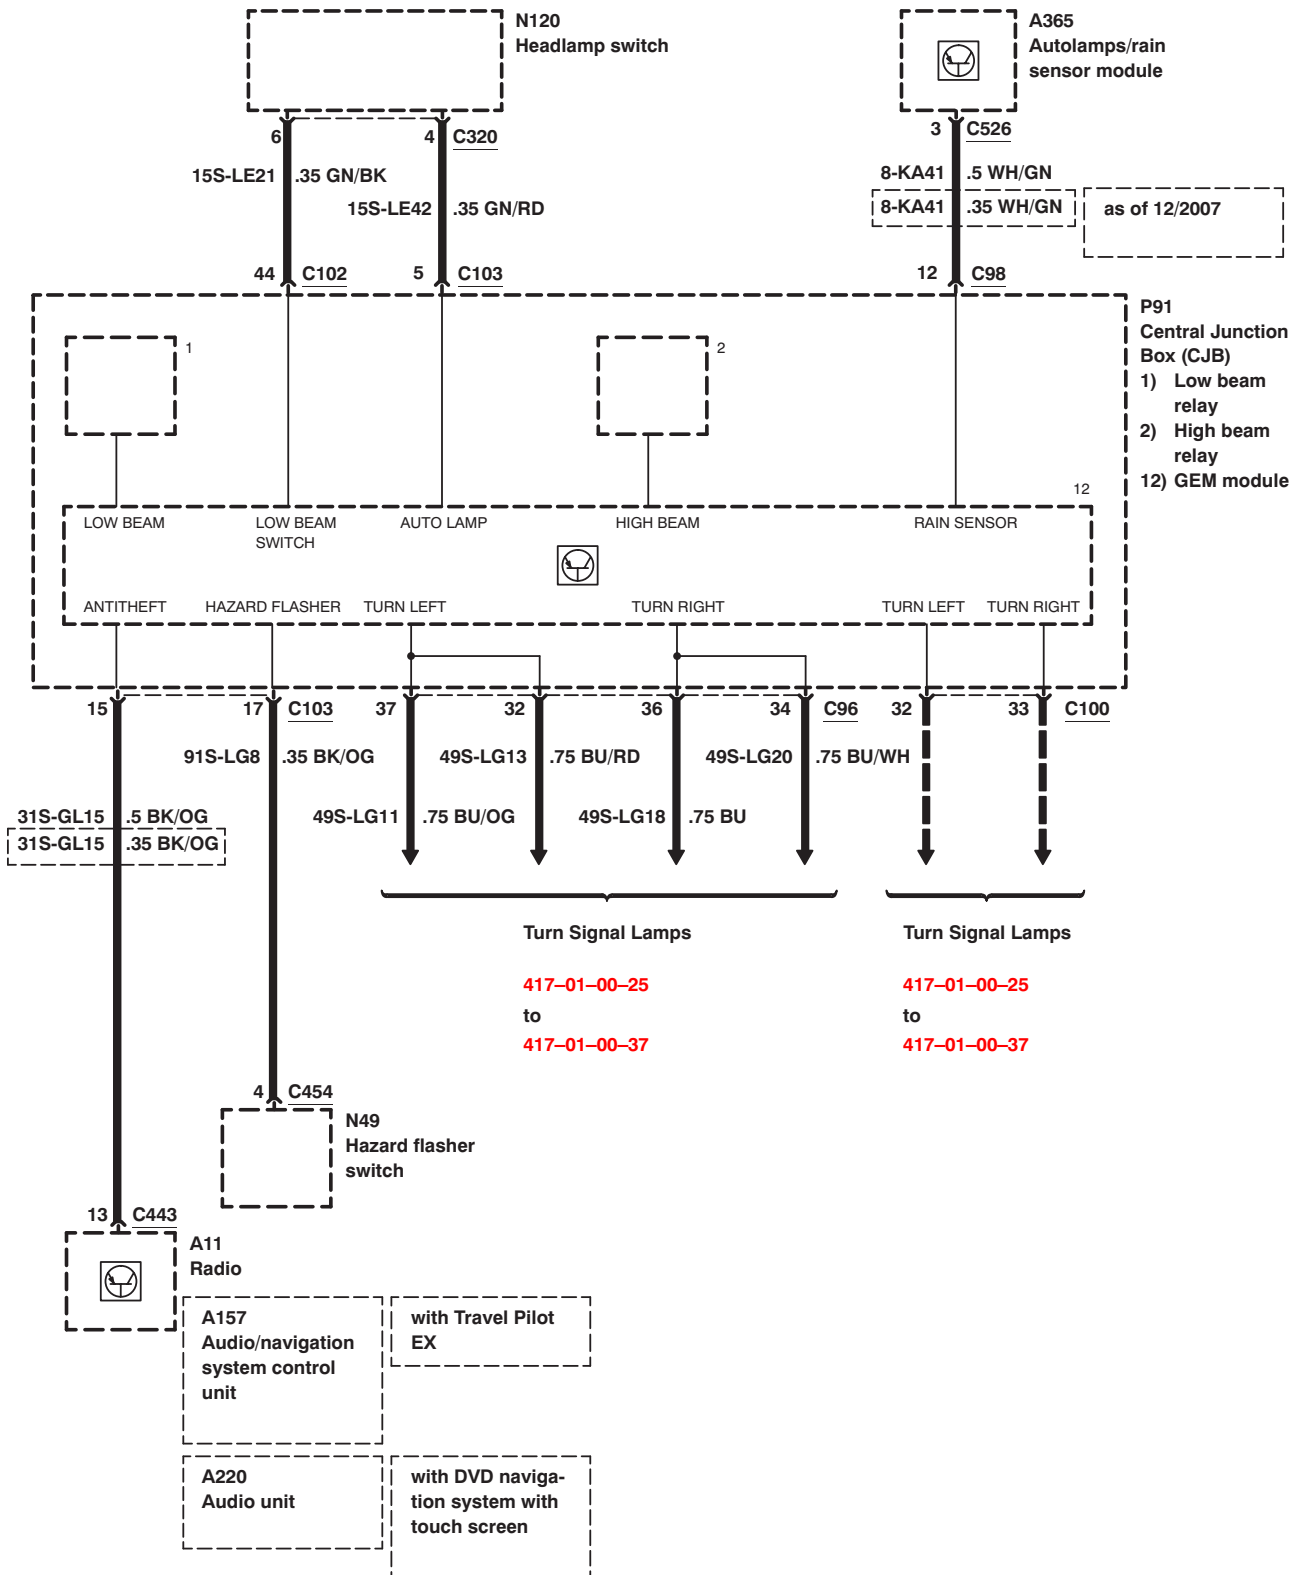 N120
Headlamp switch
A365
Autolamps/rain
sensor module
6
4 C320
3 C526
15S-LE21 .35 GN/BK
15S-LE42 .35 GN/RD
8-KA41 .5 WH/GN
8-KA41 .35 WH/GN
as of 12/2007
44 C102
5 C103
12 C98
P91
Central Junction
Box (CJB)
1) Low beam
relay
2) High beam
relay
12) GEM module
1
2
12
LOW BEAM
LOW BEAM
SWITCH
AUTO LAMP
HIGH BEAM
RAIN SENSOR
ANTITHEFT
HAZARD FLASHER
TURN LEFT
TURN RIGHT
TURN LEFT
TURN RIGHT
15
17 C103
37
32
36
34 C96
32
33 C100
91S-LG8 .35 BK/OG
49S-LG13 .75 BU/RD
49S-LG20 .75 BU/WH
31S-GL15 .5 BK/OG
49S-LG11 .75 BU/OG
49S-LG18 .75 BU
31S-GL15 .35 BK/OG
Turn Signal Lamps
417–01–00–25
to
417–01–00–37
Turn Signal Lamps
417–01–00–25
to
417–01–00–37
4 C454
N49
Hazard flasher
switch
13 C443
A11
Radio
A157
Audio/navigation
system control
unit
with Travel Pilot
EX
A220
Audio unit
with DVD naviga-
tion system with
touch screen